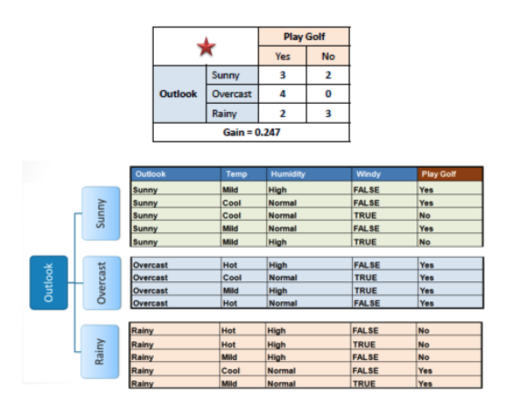 Play Golf
Yes No
Outlook Sunny 3 2
Overcast 4 0
Rainy 2 3
Gain = 0.247
Outlook Temp Humidity Windy Play Golf
Sunny
Sunny Mild High FALSE Yes
Sunny Cool Normal FALSE Yes
Sunny Cool Normal TRUE No
Sunny Mild Normal FALSE Yes
Sunny Mild High TRUE No
Outlook
Overcast
Overcast Hot High FALSE Yes
Overcast Cool Normal TRUE Yes
Overcast Mild High TRUE Yes
Overcast Hot Normal FALSE Yes
Rainy
Rainy Hot High FALSE No
Rainy Hot High TRUE No
Rainy Mild High FALSE No
Rainy Cool Normal FALSE Yes
Rainy Mild Normal TRUE Yes